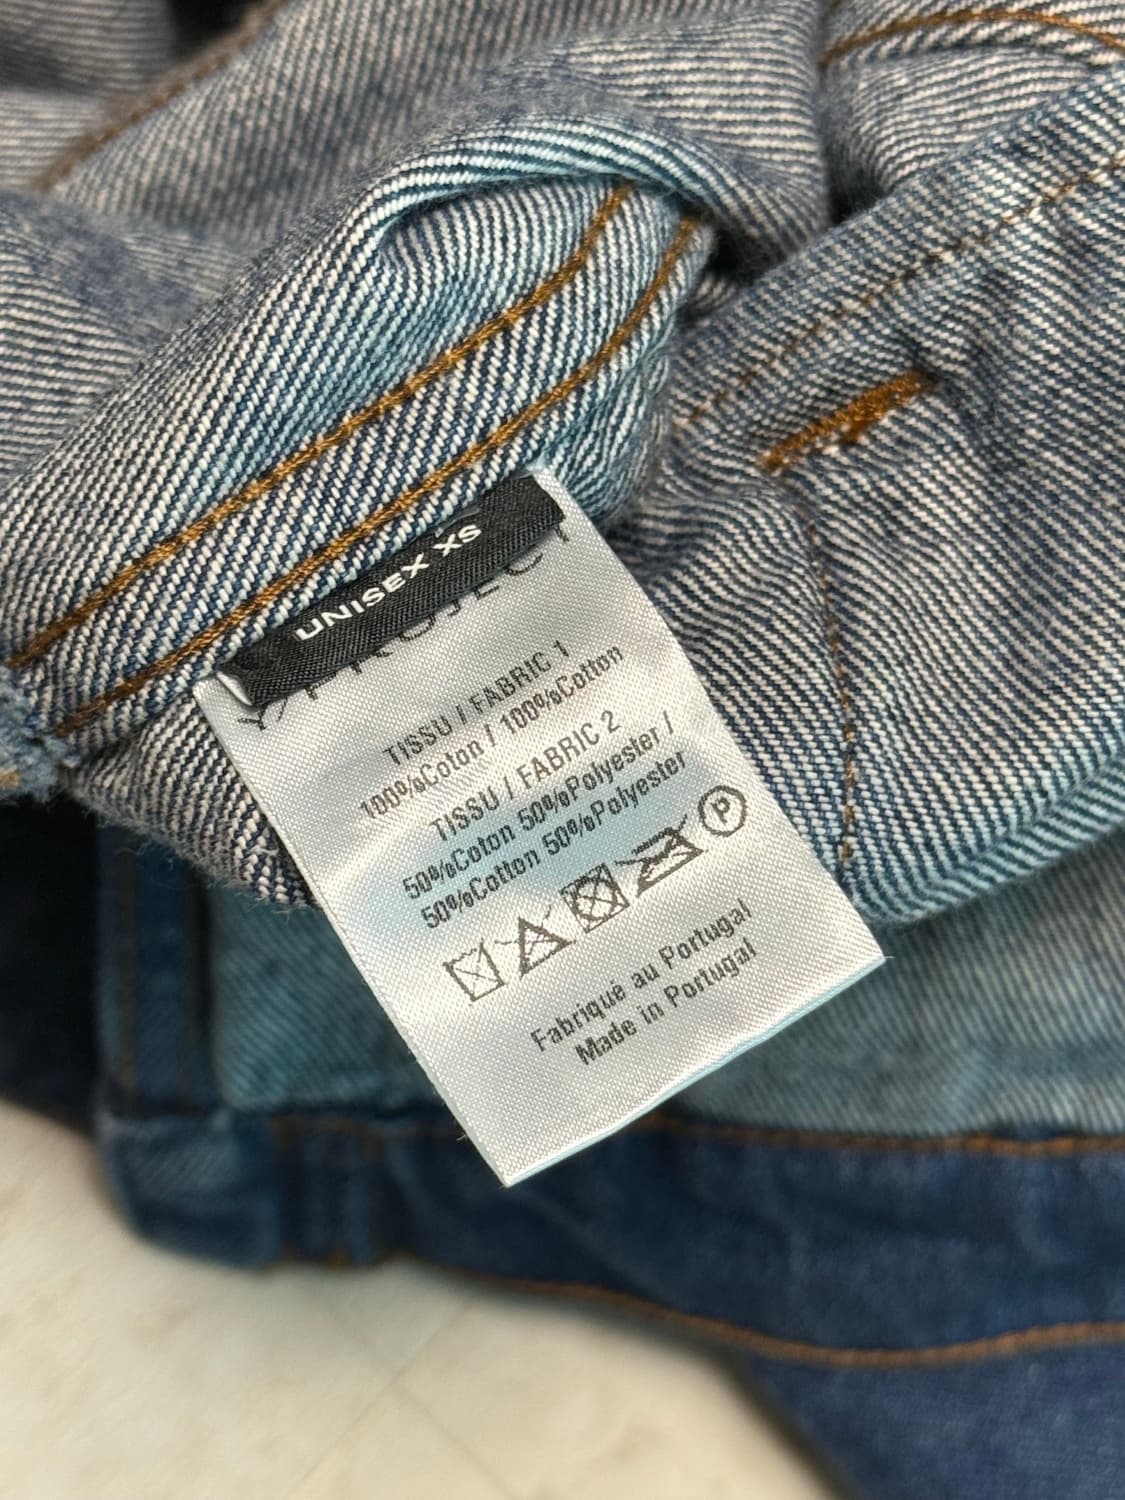 UNISEX XS
Y/PROJECT
TISSU / FABRIC 1
100%Coton / 100%Cotton
TISSU / FABRIC 2
50%Coton 50%Polyester /
50%Cotton 50%Polyester
P
Fabriqué au Portugal
Made in Portugal